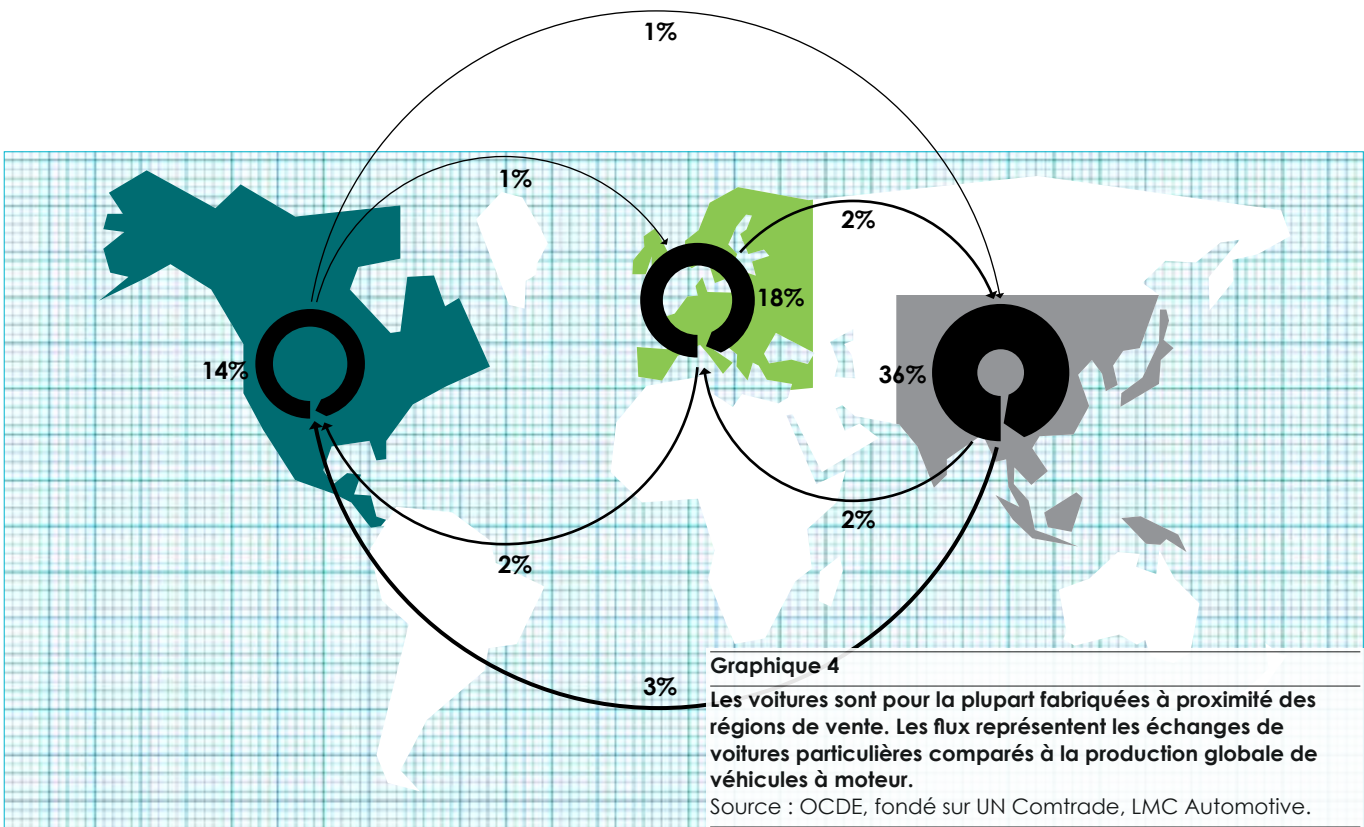 1%
1%
2%
18%
14%
36%
2%
2%
3%
Graphique 4
Les voitures sont pour la plupart fabriquées à proximité des
régions de vente. Les flux représentent les échanges de
voitures particulières comparés à la production globale de
véhicules à moteur.
Source : OCDE, fondé sur UN Comtrade, LMC Automotive.